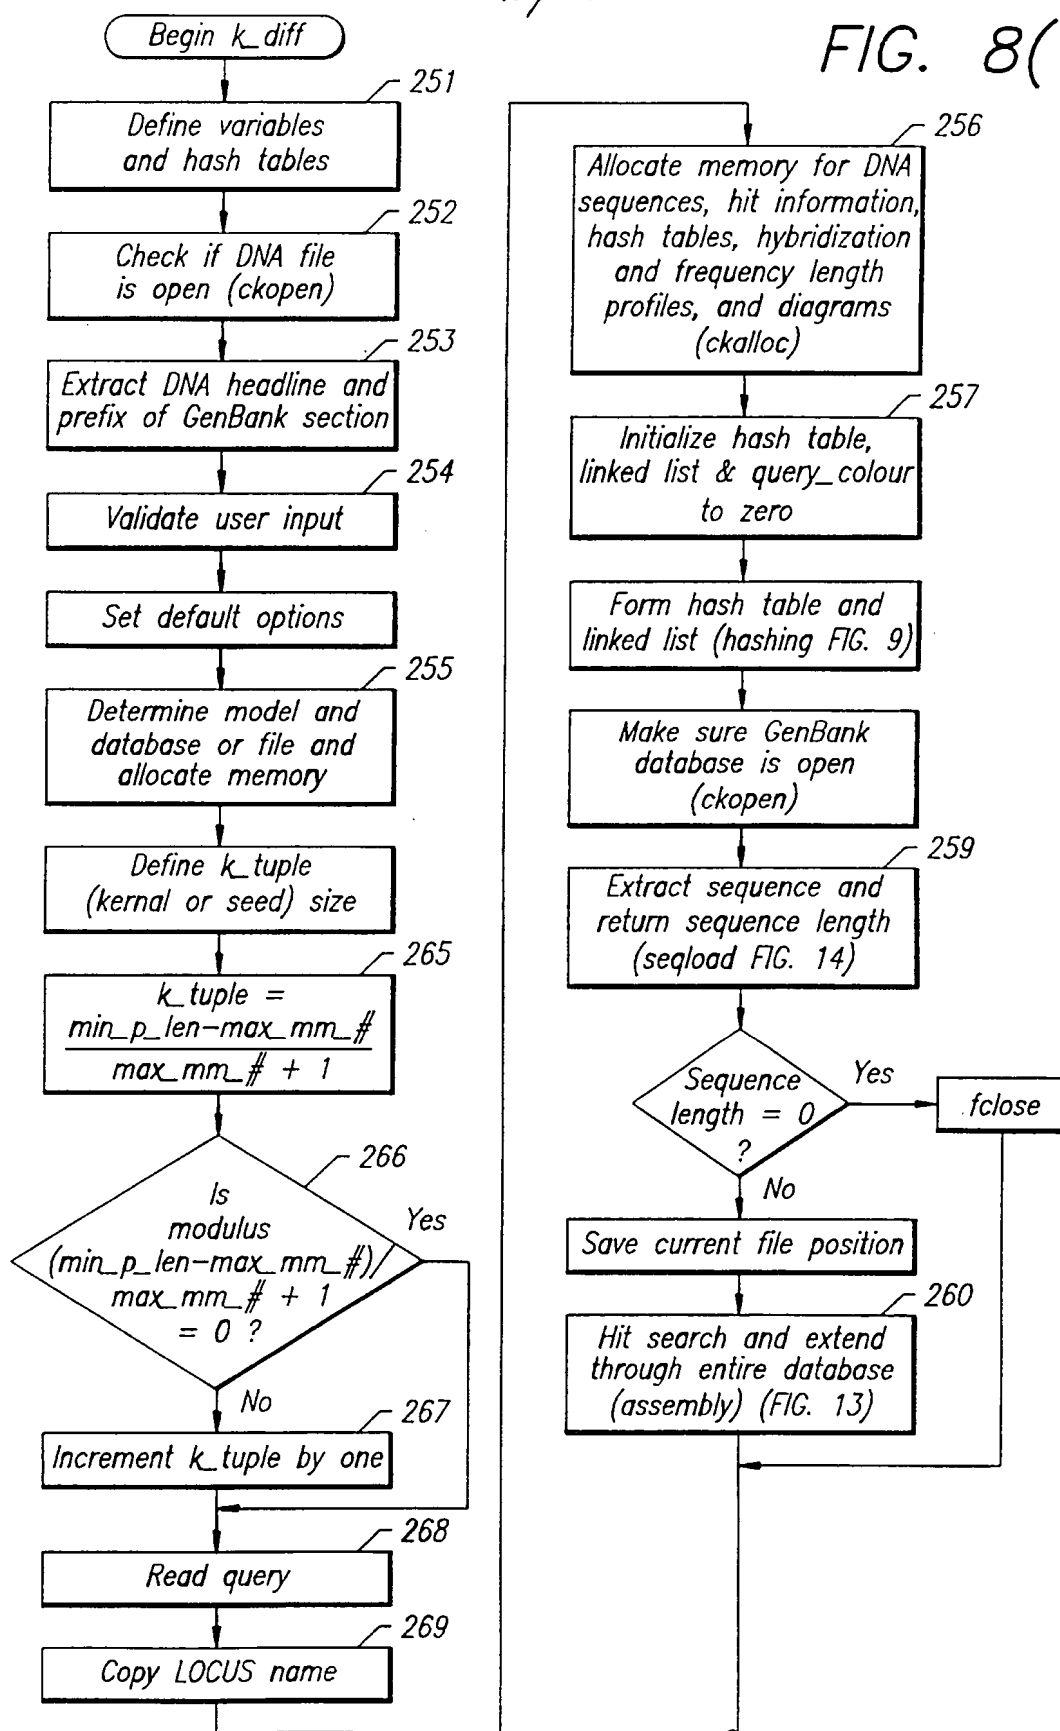 FIG. 8(
Begin k_diff
251
Define variables
and hash tables
252
Check if DNA file
is open (ckopen)
253
Extract DNA headline and
prefix of GenBank section
254
Validate user input
Set default options
255
Determine model and
database or file and
allocate memory
Define k_tuple
(kernal or seed) size
265
k_tuple =
min_p_len-max_mm_#
max_mm_# + 1
266
Is
modulus
(min_p_len-max_mm_#)/
max_mm_# + 1
= 0 ?
Yes
No
267
Increment k_tuple by one
268
Read query
269
Copy LOCUS name
256
Allocate memory for DNA
sequences, hit information,
hash tables, hybridization
and frequency length
profiles, and diagrams
(ckalloc)
257
Initialize hash table,
linked list & query_colour
to zero
Form hash table and
linked list (hashing FIG. 9)
Make sure GenBank
database is open
(ckopen)
259
Extract sequence and
return sequence length
(seqload FIG. 14)
Sequence
length = 0
?
Yes
fclose
No
Save current file position
260
Hit search and extend
through entire database
(assembly) (FIG. 13)